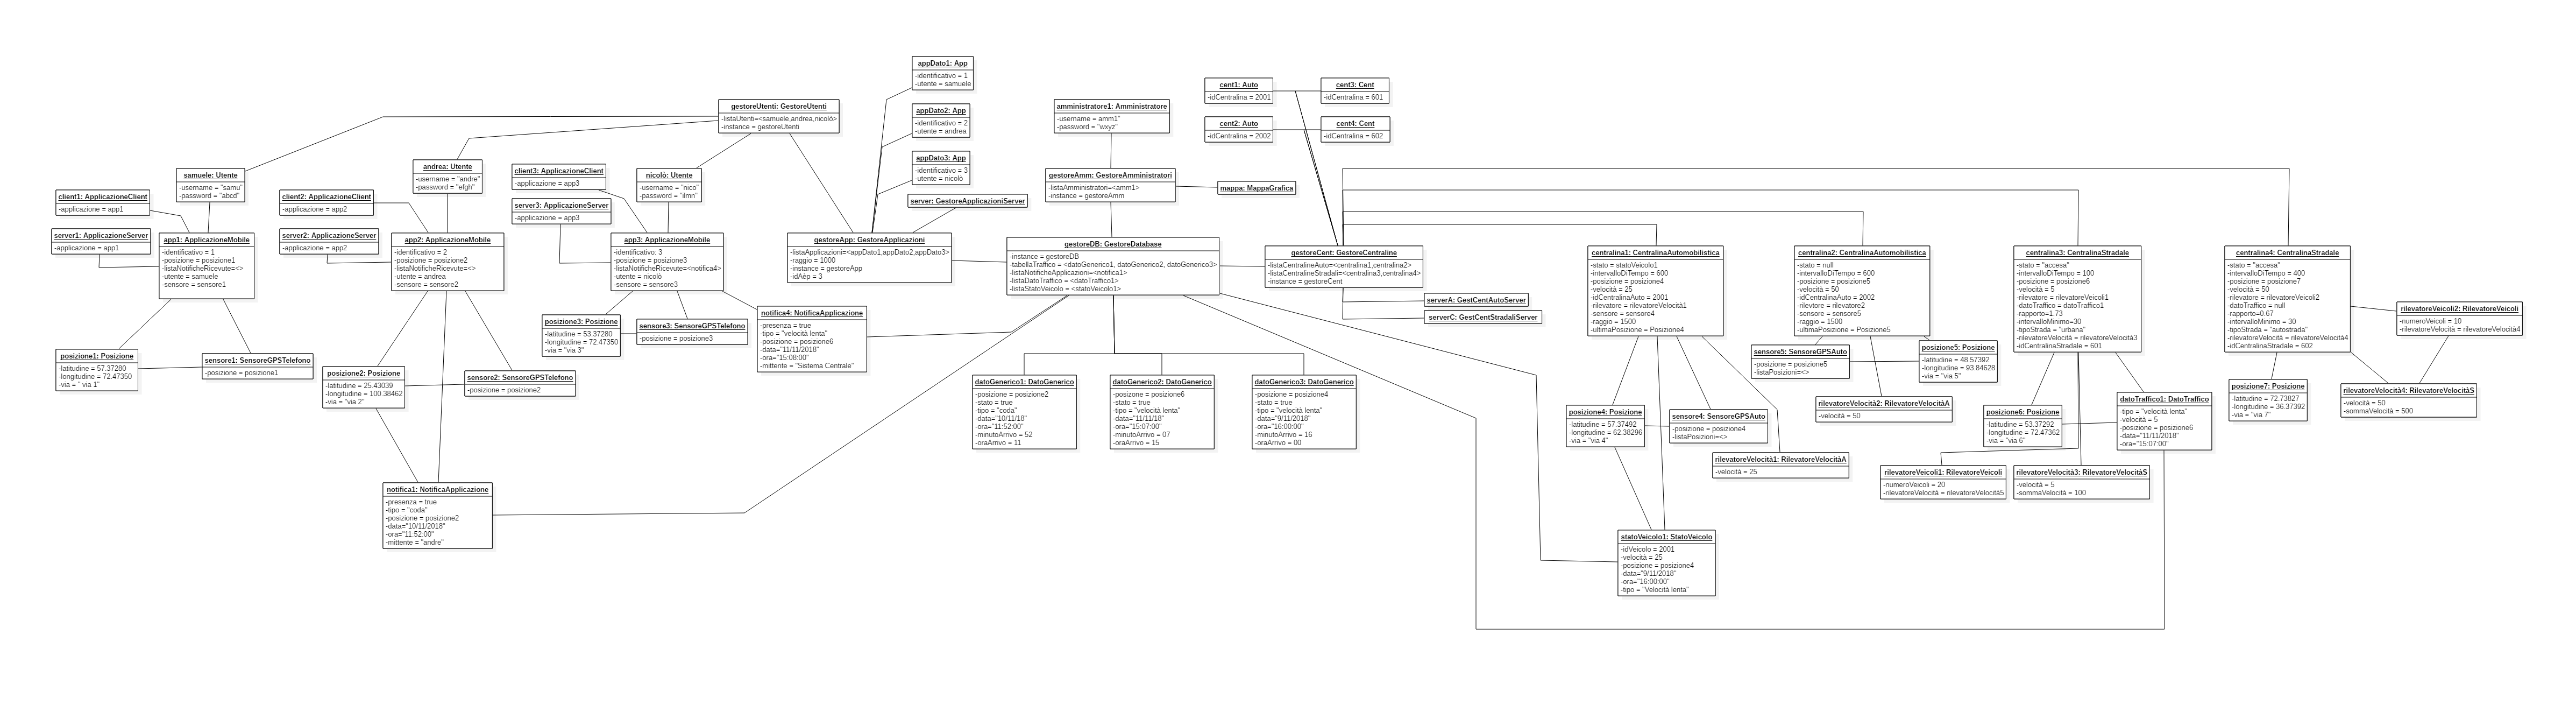 appDato1: App
-identificativo = 1
-utente = samuele
appDato2: App
-identificativo = 2
-utente = andrea
appDato3: App
-identificativo = 3
-utente = nicolò
server: GestoreApplicazioniServer
gestoreUtenti: GestoreUtenti
-listaUtenti=<samuele,andrea,nicolò>
-instance = gestoreUtenti
amministratore1: Amministratore
-username = amm1"
-password = "wxyz"
cent1: Auto
-idCentralina = 2001
cent3: Cent
-idCentralina = 601
cent2: Auto
-idCentralina = 2002
cent4: Cent
-idCentralina = 602
samuele: Utente
-username = "samu"
-password = "abcd"
andrea: Utente
-username = "andre"
-password = "efgh"
client3: ApplicazioneClient
-applicazione = app3
nicolò: Utente
-username = "nico"
-password = "ilmn"
gestoreAmm: GestoreAmministratori
-listaAmministratori=<amm1>
-instance = gestoreAmm
mappa: MappaGrafica
client1: ApplicazioneClient
-applicazione = app1
client2: ApplicazioneClient
-applicazione = app2
server3: ApplicazioneServer
-applicazione = app3
server1: ApplicazioneServer
-applicazione = app1
server2: ApplicazioneServer
-applicazione = app2
app1: ApplicazioneMobile
-identificativo = 1
-posizione = posizione1
-listaNotificheRicevute=<>
-utente = samuele
-sensore = sensore1
app2: ApplicazioneMobile
-identificativo = 2
-posizione = posizione2
-listaNotificheRicevute=<>
-utente = andrea
-sensore = sensore2
app3: ApplicazioneMobile
-identificativo: 3
-posizione = posizione3
-listaNotificheRicevute=<notifica4>
-utente = nicolò
-sensore = sensore3
gestoreApp: GestoreApplicazioni
-listaApplicazioni=<appDato1,appDato2,appDato3>
-raggio = 1000
-instance = gestoreApp
-idAèp = 3
gestoreDB: GestoreDatabase
-instance = gestoreDB
-tabellaTraffico = <datoGenerico1, datoGenerico2, datoGenerico3>
-listaNotificheApplicazioni=<notifica1>
-listaDatoTraffico = <datoTraffico1>
-listaStatoVeicolo = <statoVeicolo1>
gestoreCent: GestoreCentraline
-listaCentralineAuto=<centralina1,centralina2>
-listaCentralineStradali=<centralina3,centralina4>
-instance = gestoreCent
serverA: GestCentAutoServer
serverC: GestCentStradaliServer
centralina1: CentralinaAutomobilistica
-stato = statoVeicolo1
-intervalloDiTempo = 600
-posizione = posizione4
-velocità = 25
-idCentralinaAuto = 2001
-rilevatore = rilevatoreVelocità1
-sensore = sensore4
-raggio = 1500
-ultimaPosizione = Posizione4
centralina2: CentralinaAutomobilistica
-stato = null
-intervalloDiTempo = 600
-posizione = posizione5
-velocità = 50
-idCentralinaAuto = 2002
-rilevtore = rilevatore2
-sensore = sensore5
-raggio = 1500
-ultimaPosizione = Posizione5
centralina3: CentralinaStradale
-stato = "accesa"
-intervalloDiTempo = 100
-posizione = posizione6
-velocità = 5
-rilevatore = rilevatoreVeicoli1
-datoTraffico = datoTraffico1
-rapporto=1.73
-intervalloMinimo=30
-tipoStrada = "urbana"
-rilevatoreVelocità = rilevatoreVelocità3
-idCentralinaStradale = 601
centralina4: CentralinaStradale
-stato = "accesa"
-intervalloDiTempo = 400
-posizione = posizione7
-velocità = 50
-rilevatore = rilevatoreVeicoli2
-datoTraffico = null
-rapporto=0.67
-intervalloMinimo = 30
-tipoStrada = "autostrada"
-rilevatoreVelocità = rilevatoreVelocità4
-idCentralinaStradale = 602
rilevatoreVeicoli2: RilevatoreVeicoli
-numeroVeicoli = 10
-rilevatoreVelocità = rilevatoreVelocità4
posizione1: Posizione
-latitudine = 57.37280
-longitudine = 72.47350
-via = " via 1"
sensore1: SensoreGPSTelefono
-posizione = posizione1
posizione2: Posizione
-latitudine = 25.43039
-longitudine = 100.38462
-via = "via 2"
sensore2: SensoreGPSTelefono
-posizione = posizione2
posizione3: Posizione
-latitudine = 53.37280
-longitudine = 72.47350
-via = "via 3"
sensore3: SensoreGPSTelefono
-posizione = posizione3
notifica4: NotificaApplicazione
-presenza = true
-tipo = "velocità lenta"
-posizione = posizione6
-data="11/11/2018"
-ora="15:08:00"
-mittente = "Sistema Centrale"
datoGenerico1: DatoGenerico
-posizione = posizione2
-stato = true
-tipo = "coda"
-data="10/11/18"
-ora="11:52:00"
-minutoArrivo = 52
-oraArrivo = 11
datoGenerico2: DatoGenerico
-posizione = posizione6
-stato = true
-tipo = "velocità lenta"
-data="11/11/18"
-ora="15:07:00"
-minutoArrivo = 07
-oraArrivo = 15
datoGenerico3: DatoGenerico
-posizione = posizione4
-stato = true
-tipo = "velocità lenta"
-data="9/11/2018"
-ora="16:00:00"
-minutoArrivo = 16
-oraArrivo = 00
sensore5: SensoreGPSAuto
-posizione = posizione5
-listaPosizioni=<>
posizione5: Posizione
-latitudine = 48.57392
-longitudine = 93.84628
-via = "via 5"
posizione4: Posizione
-latitudine = 57.37492
-longitudine = 62.38296
-via = "via 4"
sensore4: SensoreGPSAuto
-posizione = posizione4
-listaPosizioni=<>
rilevatoreVelocità2: RilevatoreVelocitàA
-velocità = 50
rilevatoreVelocità1: RilevatoreVelocitàA
-velocità = 25
posizione6: Posizione
-latitudine = 53.37292
-longitudine = 72.47362
-via = "via 6"
datoTraffico1: DatoTraffico
-tipo = "velocità lenta"
-velocità = 5
-posizione = posizione6
-data="11/11/2018"
-ora="15:07:00"
posizione7: Posizione
-latitudine = 72.73827
-longitudine = 36.37392
-via = "via 7"
rilevatoreVelocità4: RilevatoreVelocitàS
-velocità = 50
-sommaVelocità = 500
rilevatoreVeicoli1: RilevatoreVeicoli
-numeroVeicoli = 20
-rilevatoreVelocità = rilevatoreVelocità5
rilevatoreVelocità3: RilevatoreVelocitàS
-velocità = 5
-sommaVelocità = 100
notifica1: NotificaApplicazione
-presenza = true
-tipo = "coda"
-posizione = posizione2
-data="10/11/2018"
-ora="11:52:00"
-mittente = "andre"
statoVeicolo1: StatoVeicolo
-idVeicolo = 2001
-velocità = 25
-posizione = posizione4
-data="9/11/2018"
-ora="16:00:00"
-tipo = "Velocità lenta"